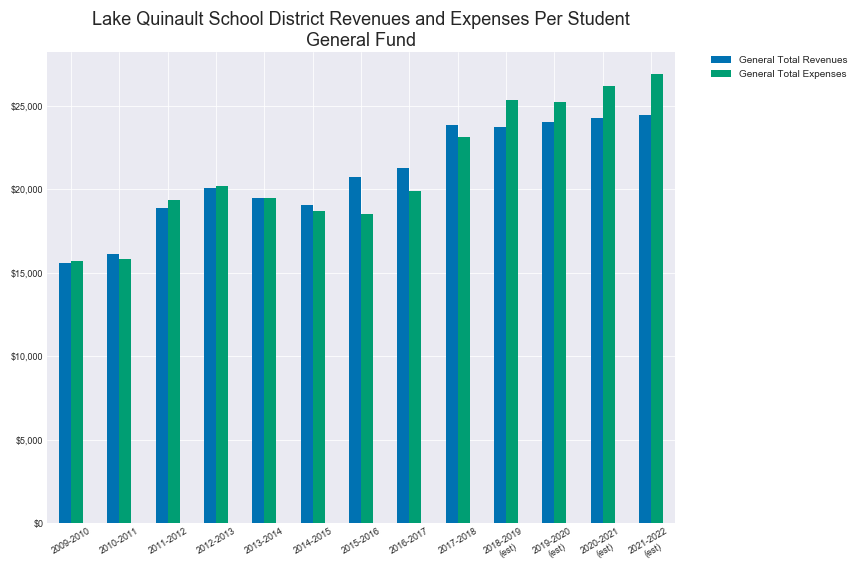 Lake Quinault School District Revenues and Expenses Per Student
General Fund
General Total Revenues
General Total Expenses
$25,000
$20,000
$15,000
$10,000
$5,000
$0
2009-2010
2010-2011
2011-2012
2012-2013
2013-2014
2014-2015
2015-2016
2016-2017
2017-2018
2018-2019
(est)
2019-2020
(est)
2020-2021
(est)
2021-2022
(est)